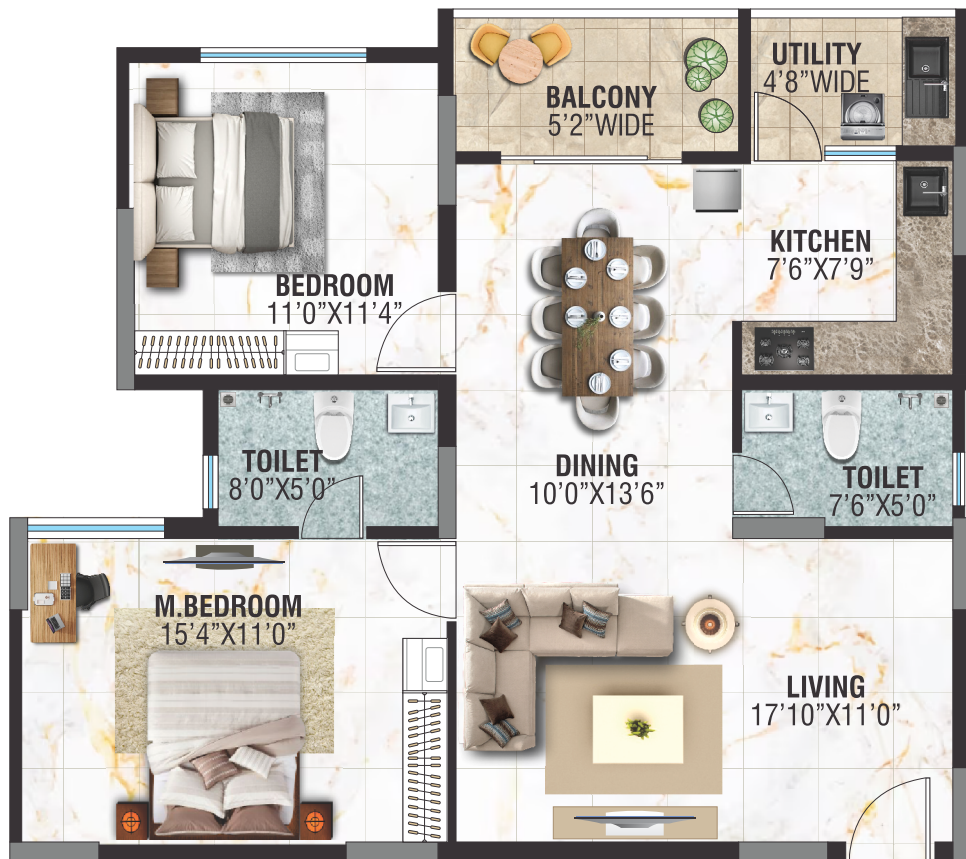 UTILITY
4'8"WIDE
BALCONY
5'2"WIDE
KITCHEN
7'6"X7'9"
BEDROOM
11'0"X11'4"
TOILET
8'0"X5'0"
DINING
10'0"X13'6"
TOILET
7'6"X5'0"
M.BEDROOM
15'4"X11'0"
LIVING
17'10"X11'0"